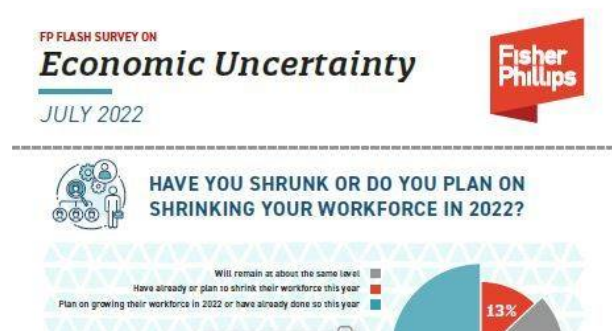 FP FLASH SURVEY ON
Economic Uncertainty
JULY 2022
Fisher
Phillips
HAVE YOU SHRUNK OR DO YOU PLAN ON
SHRINKING YOUR WORKFORCE IN 2022?
Will remain at about the same level
Have already or plan to shrink their workforce this year
Plan on growing their workforce in 2022 or have already done so this year
13%